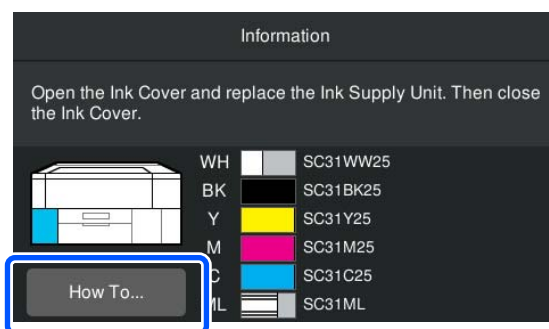 Information
Open the Ink Cover and replace the Ink Supply Unit. Then close
the Ink Cover.
WH SC31WW25
BK SC31BK25
Y SC31Y25
M SC31M25
C SC31C25
How To...
ML SC31ML